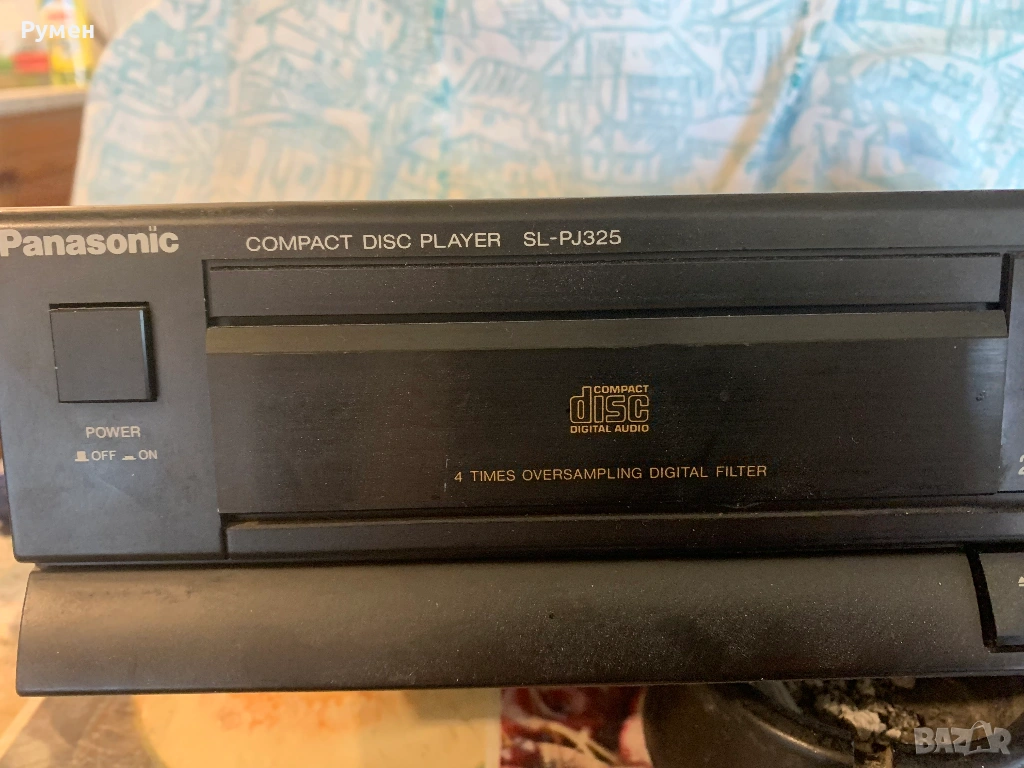 Румен
Panasonic
COMPACT DISC PLAYER SL-PJ325
COMPACT
disc
DIGITAL AUDIO
POWER
OFF ON
4 TIMES OVERSAMPLING DIGITAL FILTER
BAZAR